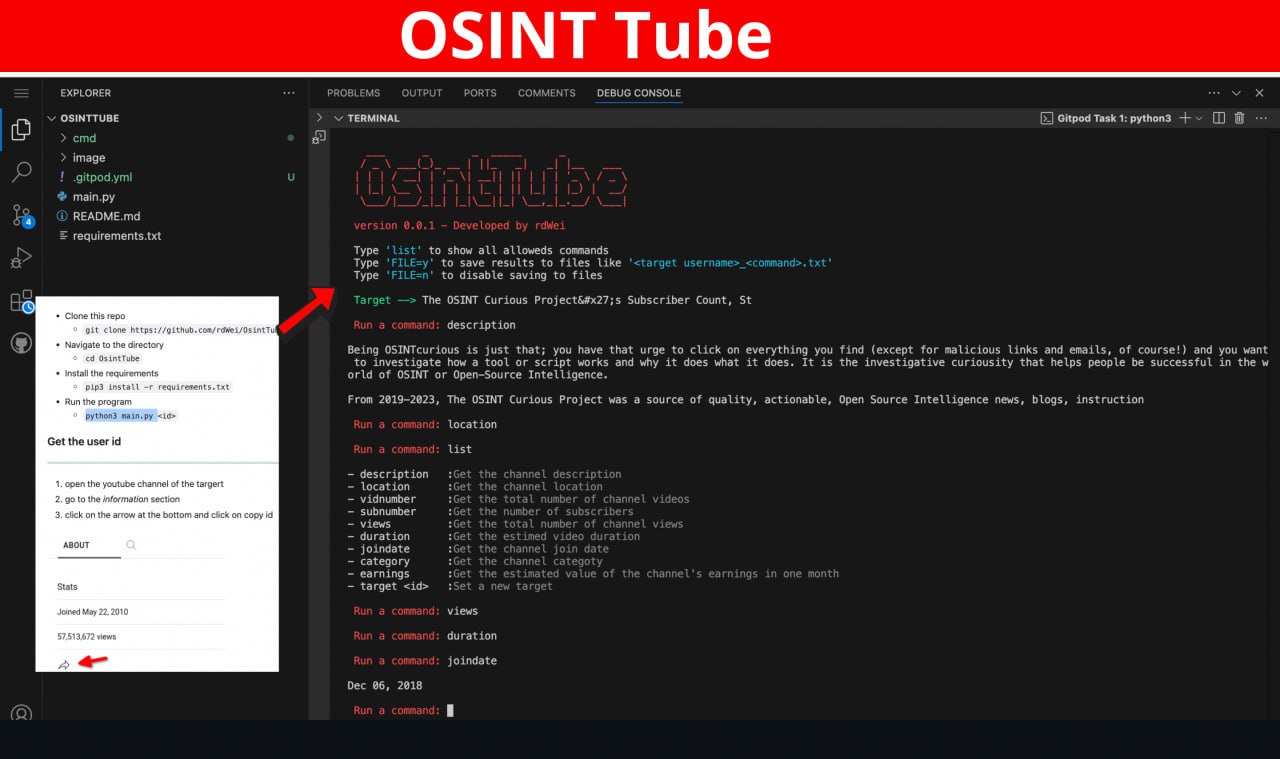 OSINT Tube
EXPLORER
OSINTTUBE
cmd
image
! .gitpod.yml U
main.py
README.md
requirements.txt
4
PROBLEMS OUTPUT PORTS COMMENTS DEBUG CONSOLE
TERMINAL
Gitpod Task 1: python3
OsintTube
version 0.0.1 - Developed by rdWei
Type 'list' to show all alloweds commands
Type 'FILE=y' to save results to files like '<target username>_<command>.txt'
Type 'FILE=n' to disable saving to files
Target --> The OSINT Curious Project&#x27;s Subscriber Count, St
Run a command: description
Being OSINTcurious is just that; you have that urge to click on everything you find (except for malicious links and emails, of course!) and you want
to investigate how a tool or script works and why it does what it does. It is the investigative curiousity that helps people be successful in the w
orld of OSINT or Open-Source Intelligence.
From 2019-2023, The OSINT Curious Project was a source of quality, actionable, Open Source Intelligence news, blogs, instruction
Run a command: location
Run a command: list
- description :Get the channel description
- location :Get the channel location
- vidnumber :Get the total number of channel videos
- subnumber :Get the number of subscribers
- views :Get the total number of channel views
- duration :Get the estimed video duration
- joindate :Get the channel join date
- category :Get the channel categoty
- earnings :Get the estimated value of the channel's earnings in one month
- target <id> :Set a new target
Run a command: views
Run a command: duration
Run a command: joindate
Dec 06, 2018
Run a command:
Clone this repo
git clone https://github.com/rdWei/OsintTu
Navigate to the directory
cd OsintTube
Install the requirements
pip3 install -r requirements.txt
Run the program
python3 main.py <id>
Get the user id
1. open the youtube channel of the targert
2. go to the information section
3. click on the arrow at the bottom and click on copy id
ABOUT
Stats
Joined May 22, 2010
57,513,672 views